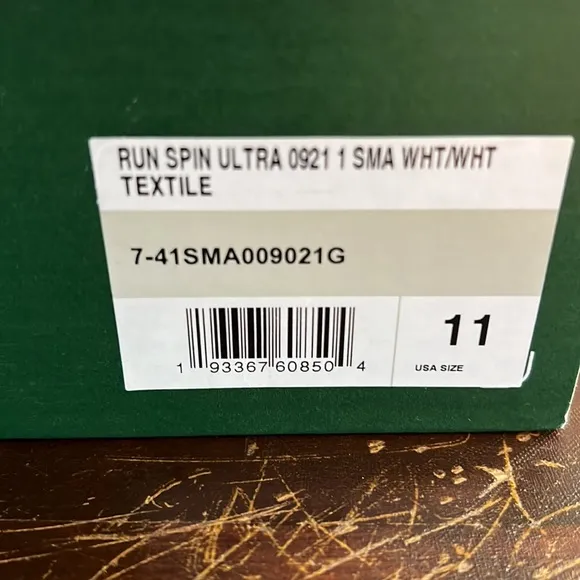 RUN SPIN ULTRA 0921 1 SMA WHT/WHT
TEXTILE
7-41SMA009021G
1 93367 60850 4
11
USA SIZE